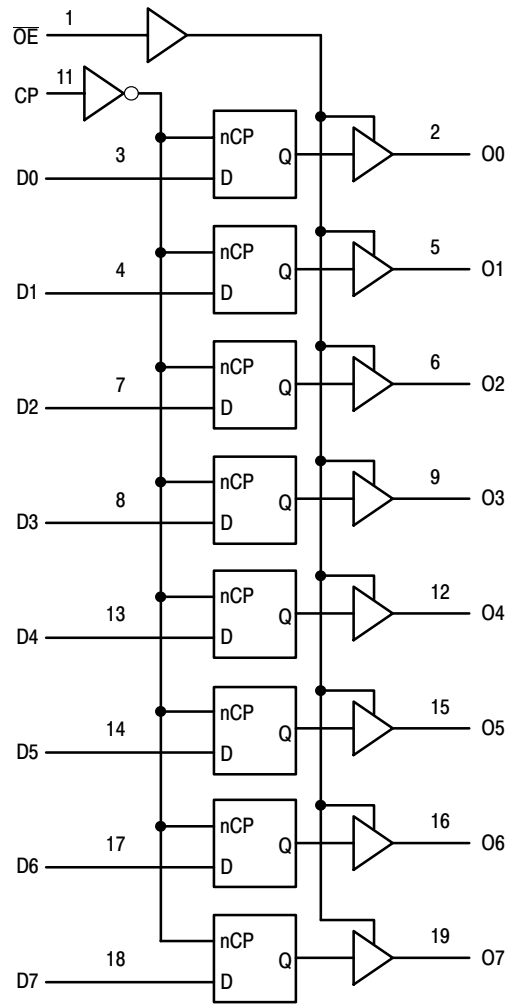 O̅E̅ 1
CP 11
nCP
D0 3 D Q 2 O0
nCP
D1 4 D Q 5 O1
nCP
D2 7 D Q 6 O2
nCP
D3 8 D Q 9 O3
nCP
D4 13 D Q 12 O4
nCP
D5 14 D Q 15 O5
nCP
D6 17 D Q 16 O6
nCP
D7 18 D Q 19 O7